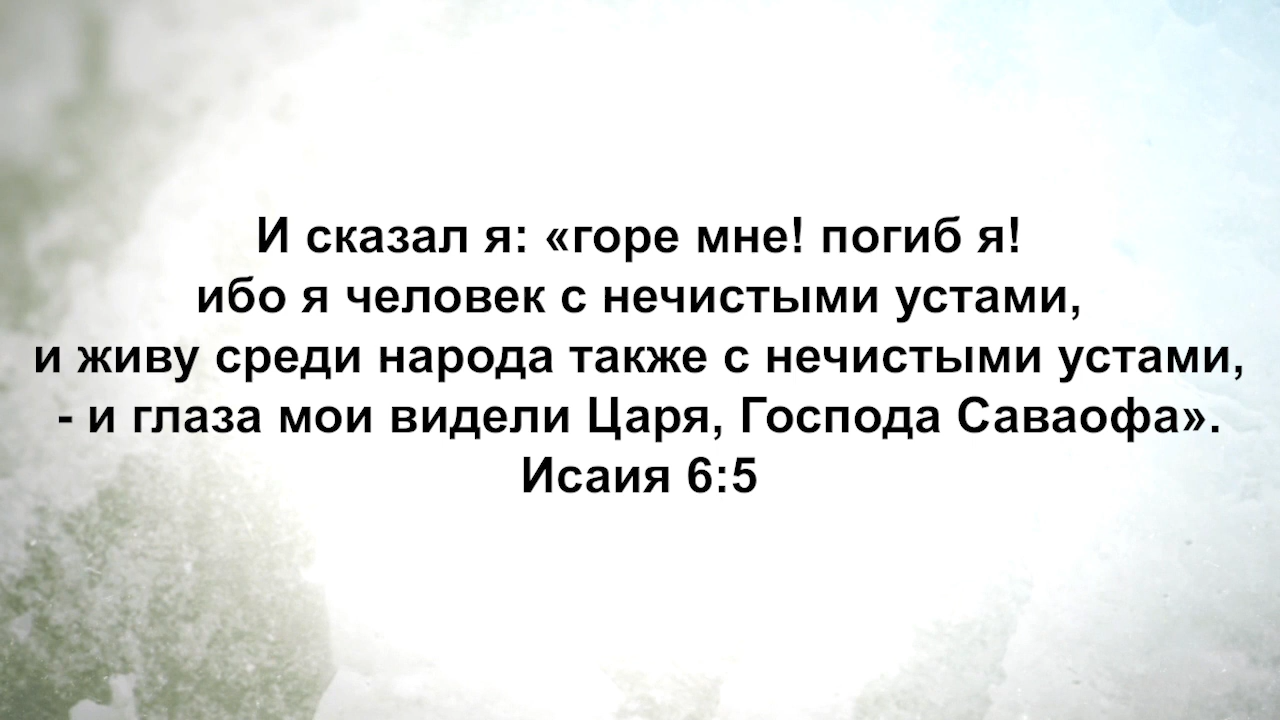 И сказал я: «горе мне! погиб я!
ибо я человек с нечистыми устами,
и живу среди народа также с нечистыми устами,
- и глаза мои видели Царя, Господа Саваофа».
Исаия 6:5